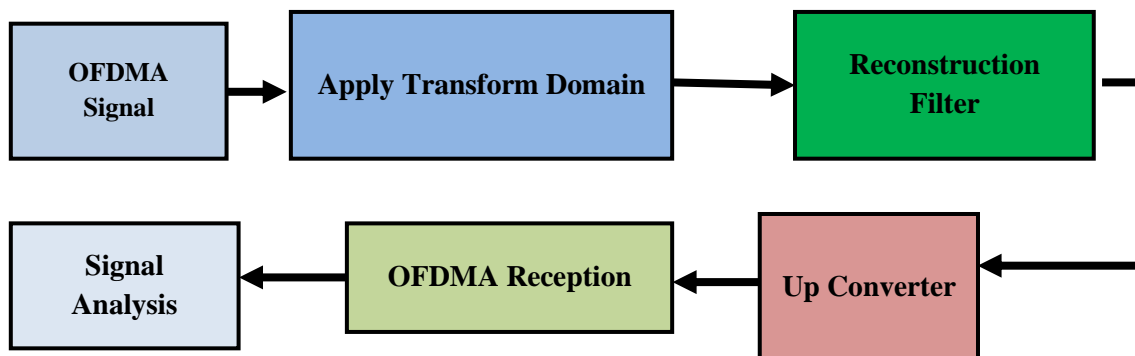 OFDMA
Signal
Apply Transform Domain
Reconstruction
Filter
Up Converter
OFDMA Reception
Signal
Analysis